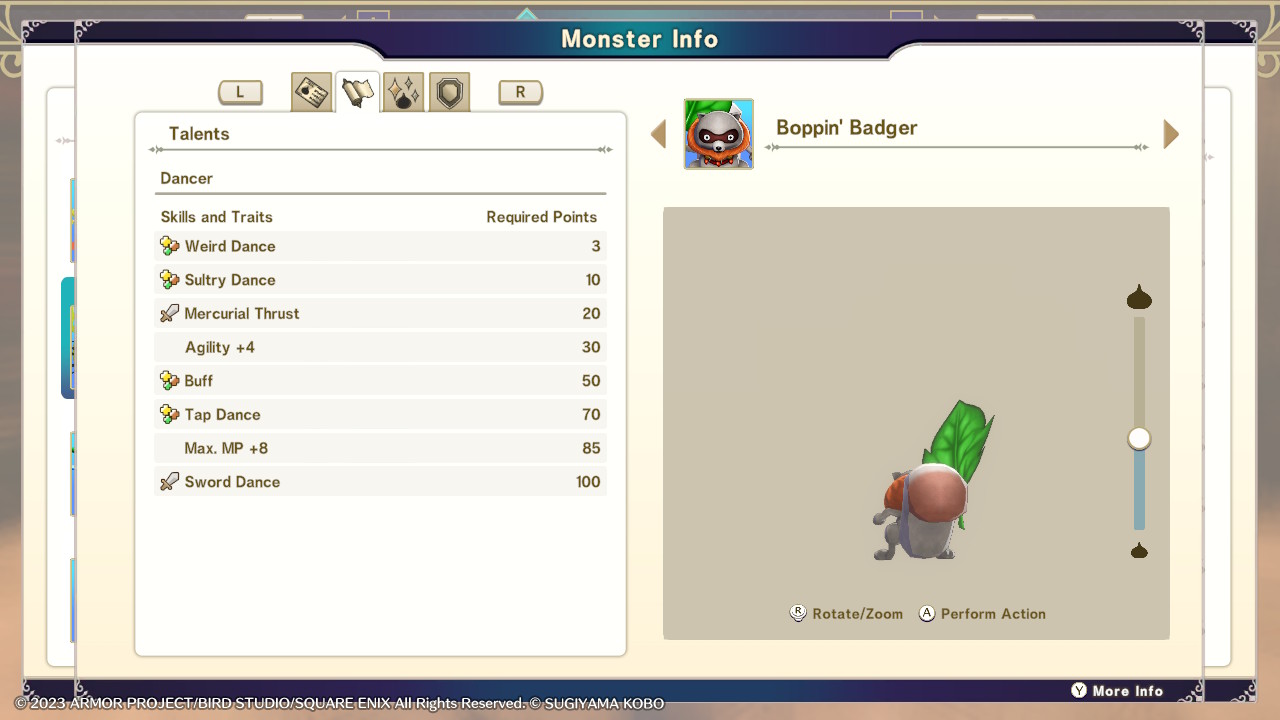 Monster Info
L
R
Talents
Dancer
Skills and Traits Required Points
Weird Dance 3
Sultry Dance 10
Mercurial Thrust 20
Agility +4 30
Buff 50
Tap Dance 70
Max. MP +8 85
Sword Dance 100
Boppin' Badger
R Rotate/Zoom A Perform Action
Y More Info
© 2023 ARMOR PROJECT/BIRD STUDIO/SQUARE ENIX All Rights Reserved. © SUGIYAMA KOBO